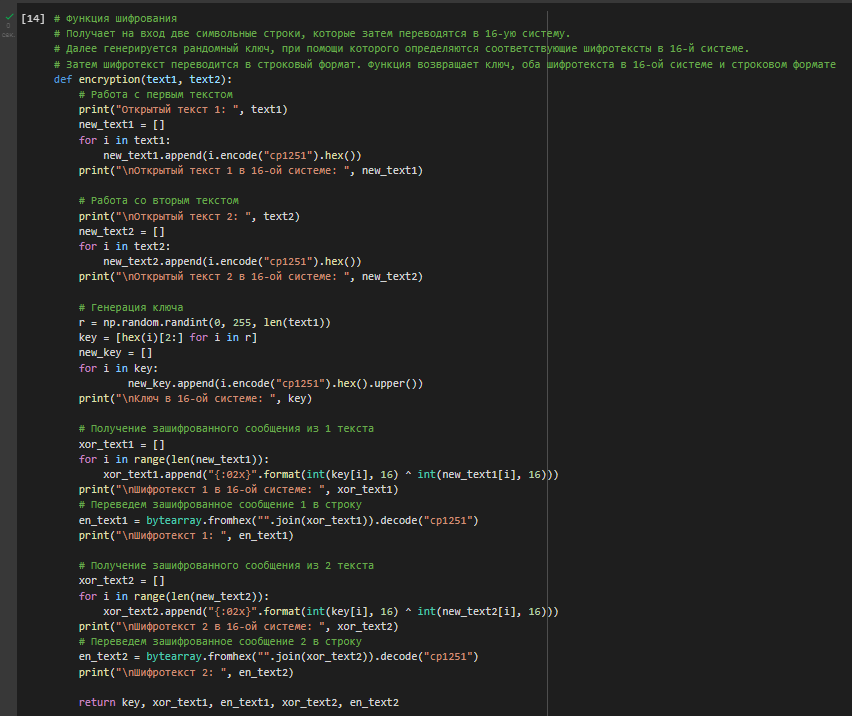 [14] # Функция шифрования
# Получает на вход две символьные строки, которые затем переводятся в 16-ую систему.
# Далее генерируется рандомный ключ, при помощи которого определяются соответствующие шифротексты в 16-й системе.
# Затем шифротекст переводится в строковый формат. Функция возвращает ключ, оба шифротекста в 16-ой системе и строковом формате
def encryption(text1, text2):
    # Работа с первым текстом
    print("Открытый текст 1: ", text1)
    new_text1 = []
    for i in text1:
        new_text1.append(i.encode("cp1251").hex())
    print("\nОткрытый текст 1 в 16-ой системе: ", new_text1)

    # Работа со вторым текстом
    print("\nОткрытый текст 2: ", text2)
    new_text2 = []
    for i in text2:
        new_text2.append(i.encode("cp1251").hex())
    print("\nОткрытый текст 2 в 16-ой системе: ", new_text2)

    # Генерация ключа
    r = np.random.randint(0, 255, len(text1))
    key = [hex(i)[2:] for i in r]
    new_key = []
    for i in key:
            new_key.append(i.encode("cp1251").hex().upper())
    print("\nКлюч в 16-ой системе: ", key)

    # Получение зашифрованного сообщения из 1 текста
    xor_text1 = []
    for i in range(len(new_text1)):
        xor_text1.append("{:02x}".format(int(key[i], 16) ^ int(new_text1[i], 16)))
    print("\nШифротекст 1 в 16-ой системе: ", xor_text1)
    # Переведем зашифрованное сообщение 1 в строку
    en_text1 = bytearray.fromhex("".join(xor_text1)).decode("cp1251")
    print("\nШифротекст 1: ", en_text1)

    # Получение зашифрованного сообщения из 2 текста
    xor_text2 = []
    for i in range(len(new_text2)):
        xor_text2.append("{:02x}".format(int(key[i], 16) ^ int(new_text2[i], 16)))
    print("\nШифротекст 2 в 16-ой системе: ", xor_text2)
    # Переведем зашифрованное сообщение 2 в строку
    en_text2 = bytearray.fromhex("".join(xor_text2)).decode("cp1251")
    print("\nШифротекст 2: ", en_text2)

    return key, xor_text1, en_text1, xor_text2, en_text2